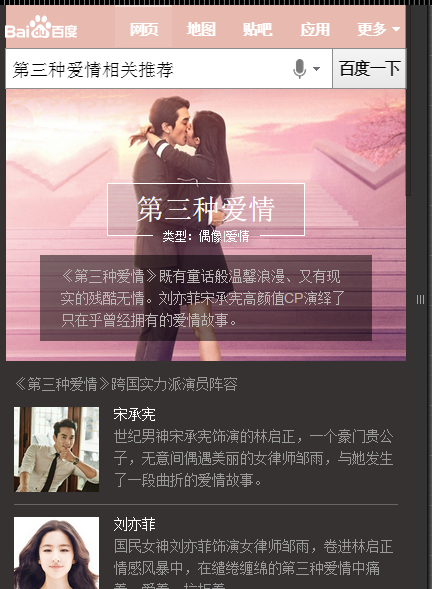 Bai du 百度
网页 地图 贴吧 应用 更多
第三种爱情相关推荐 百度一下
第三种爱情
类型：偶像|爱情
《第三种爱情》既有童话般温馨浪漫、又有现
实的残酷无情。刘亦菲宋承宪高颜值CP演绎了
只在乎曾经拥有的爱情故事。
《第三种爱情》跨国实力派演员阵容
宋承宪
世纪男神宋承宪饰演的林启正，一个豪门贵公
子，无意间偶遇美丽的女律师邹雨，与她发生
了一段曲折的爱情故事。
刘亦菲
国民女神刘亦菲饰演女律师邹雨，卷进林启正
情感风暴中，在缱绻缠绵的第三种爱情中痛